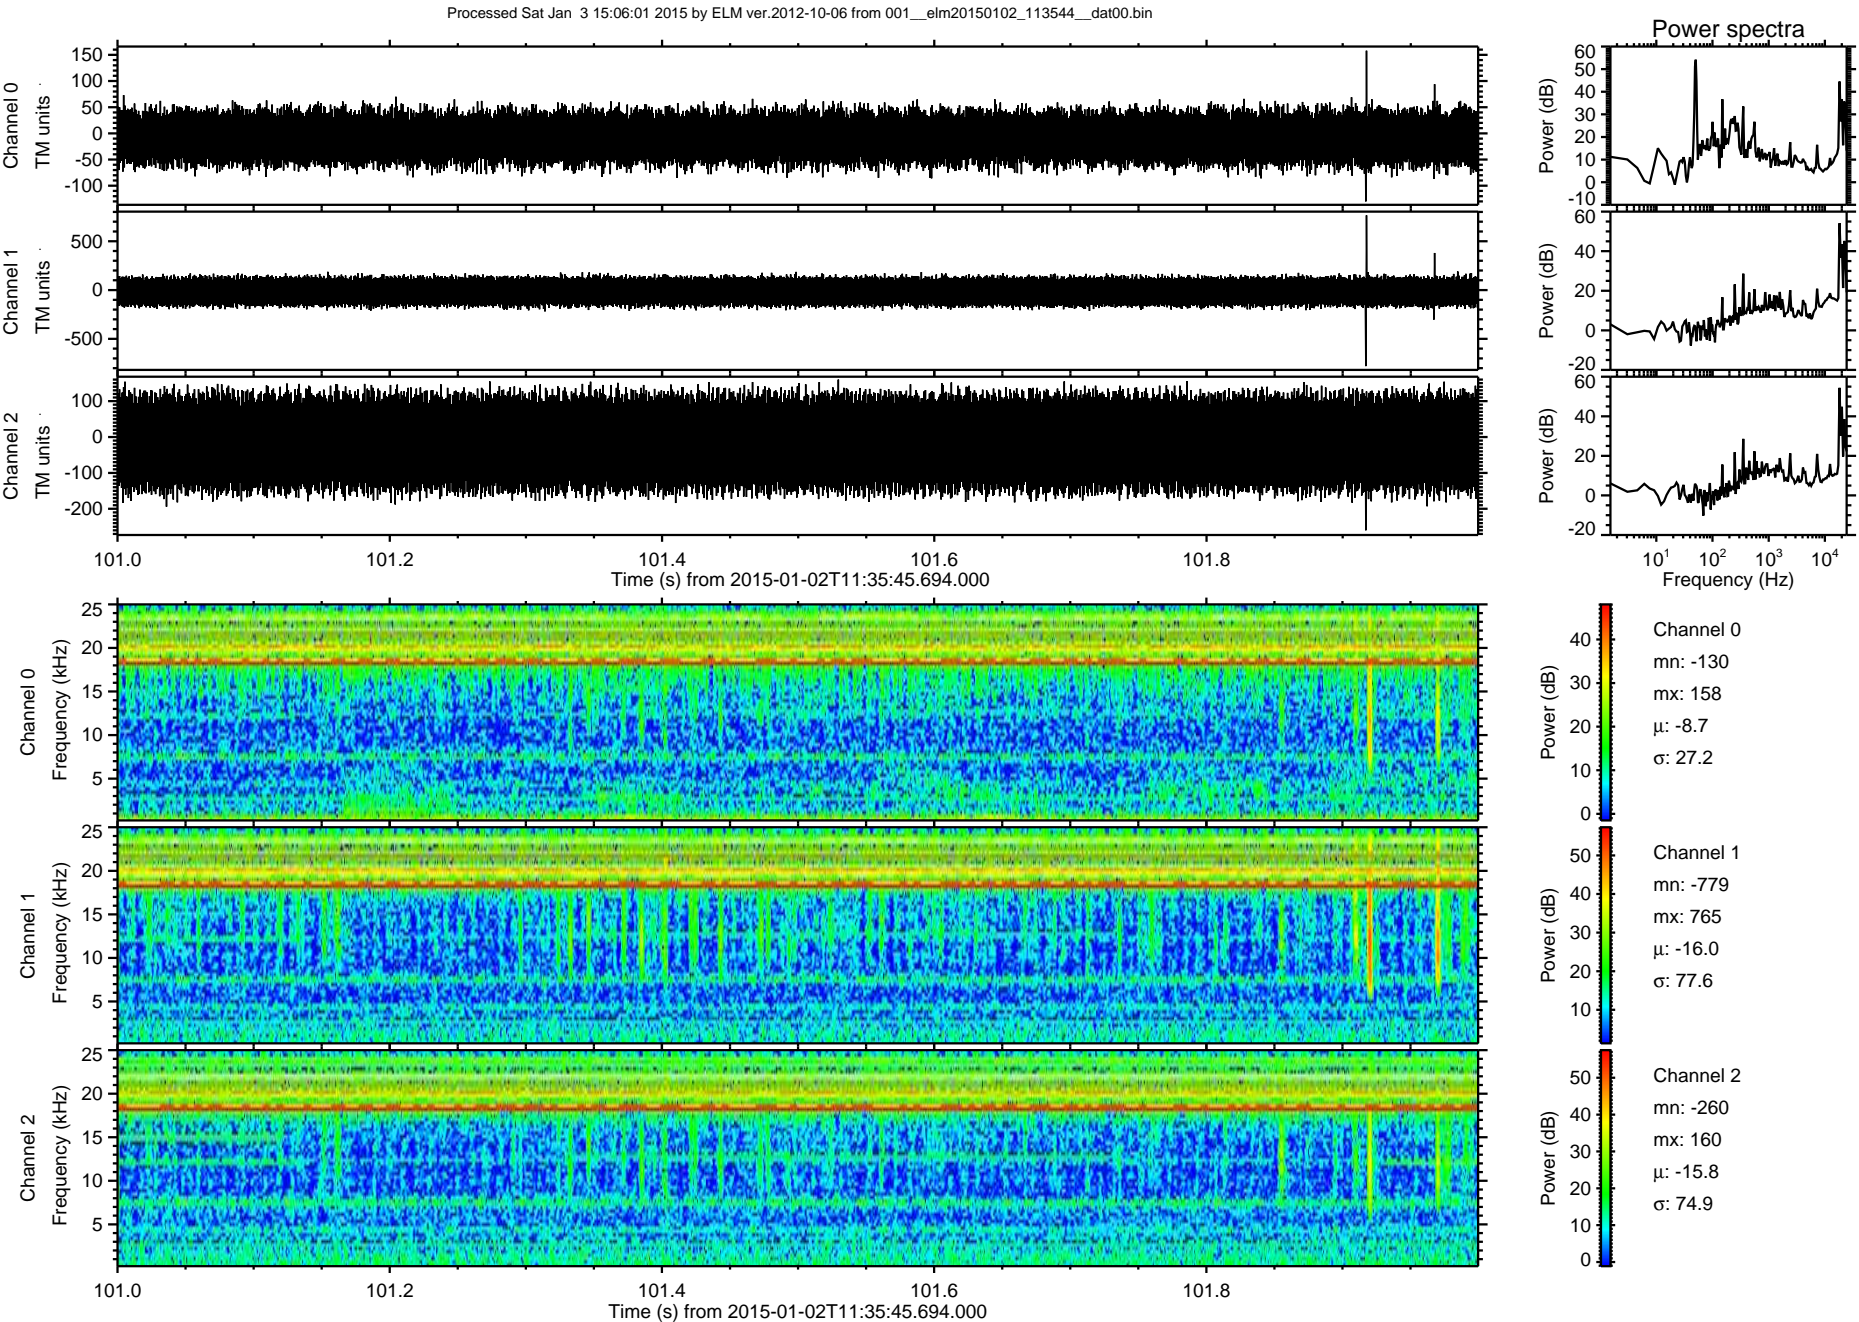 Processed Sat Jan  3 15:06:01 2015 by ELM ver.2012-10-06 from 001__elm20150102_113544__dat00.bin
Power spectra
Channel 0
TM units
150
100
50
0
-50
-100
Power (dB)
60
50
40
30
20
10
0
-10
Channel 1
TM units
500
0
-500
Power (dB)
60
40
20
0
-20
Channel 2
TM units
100
0
-100
-200
Power (dB)
60
40
20
0
-20
101.0 101.2 101.4 101.6 101.8
Time (s) from 2015-01-02T11:35:45.694.000
10^1 10^2 10^3 10^4
Frequency (Hz)
Channel 0
Frequency (kHz)
25
20
15
10
5
Power (dB)
40
30
20
10
0
Channel 0
mn: -130
mx: 158
μ: -8.7
σ: 27.2
Channel 1
Frequency (kHz)
25
20
15
10
5
Power (dB)
50
40
30
20
10
Channel 1
mn: -779
mx: 765
μ: -16.0
σ: 77.6
Channel 2
Frequency (kHz)
25
20
15
10
5
Power (dB)
50
40
30
20
10
0
Channel 2
mn: -260
mx: 160
μ: -15.8
σ: 74.9
101.0 101.2 101.4 101.6 101.8
Time (s) from 2015-01-02T11:35:45.694.000